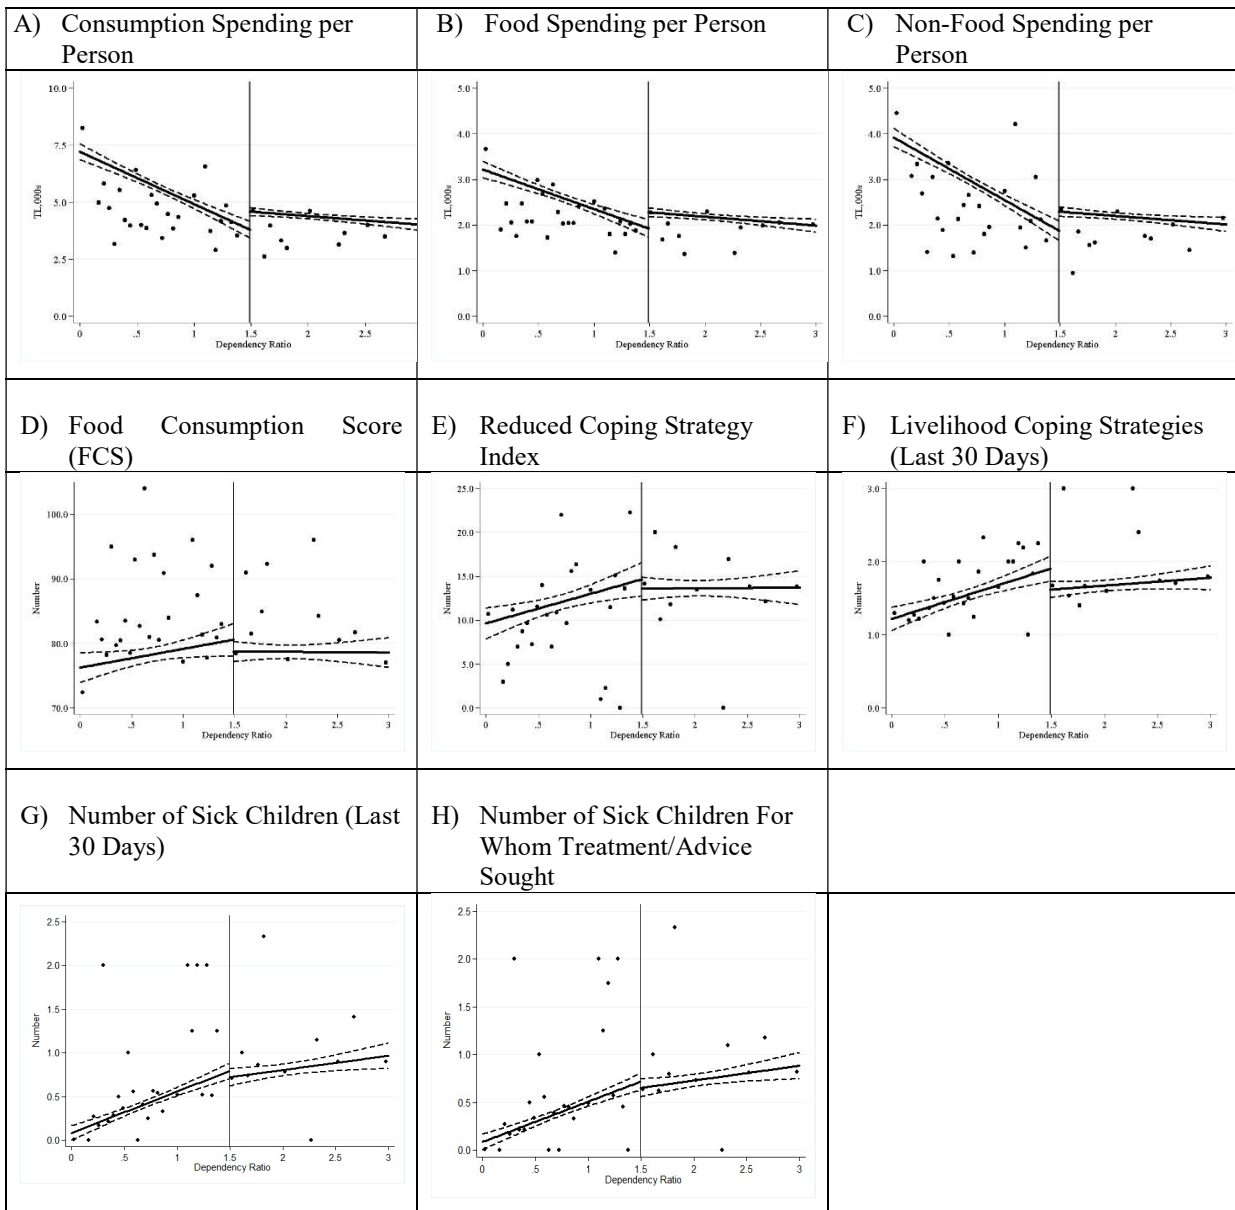 A) Consumption Spending per
Person
B) Food Spending per Person
C) Non-Food Spending per
Person
10.0
7.5
5.0
2.5
0.0
TL,000s
0 .5 1 1.5 2 2.5
Dependency Ratio
5.0
4.0
3.0
2.0
1.0
0.0
TL,000s
0 .5 1 1.5 2 2.5 3
Dependency Ratio
5.0
4.0
3.0
2.0
1.0
0.0
TL,000s
0 .5 1 1.5 2 2.5 3
Dependency Ratio
D) Food Consumption Score
(FCS)
E) Reduced Coping Strategy
Index
F) Livelihood Coping Strategies
(Last 30 Days)
100.0
90.0
80.0
70.0
Number
0 .5 1 1.5 2 2.5 3
Dependency Ratio
25.0
20.0
15.0
10.0
5.0
0.0
Number
0 .5 1 1.5 2 2.5 3
Dependency Ratio
3.0
2.0
1.0
0.0
Number
0 .5 1 1.5 2 2.5 3
Dependency Ratio
G) Number of Sick Children (Last
30 Days)
H) Number of Sick Children For
Whom Treatment/Advice
Sought
2.5
2.0
1.5
1.0
0.5
0.0
Number
0 .5 1 1.5 2 2.5 3
Dependency Ratio
2.5
2.0
1.5
1.0
0.5
0.0
Number
0 .5 1 1.5 2 2.5 3
Dependency Ratio